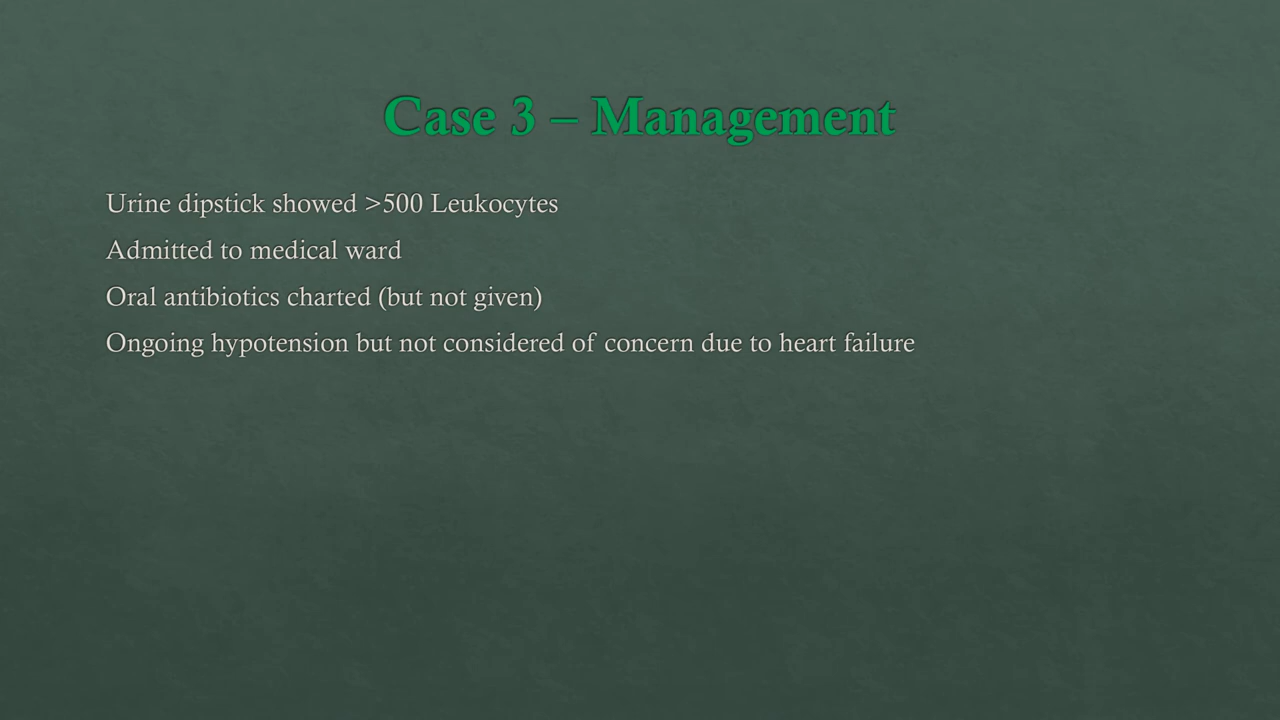 Case 3 – Management
Urine dipstick showed >500 Leukocytes
Admitted to medical ward
Oral antibiotics charted (but not given)
Ongoing hypotension but not considered of concern due to heart failure